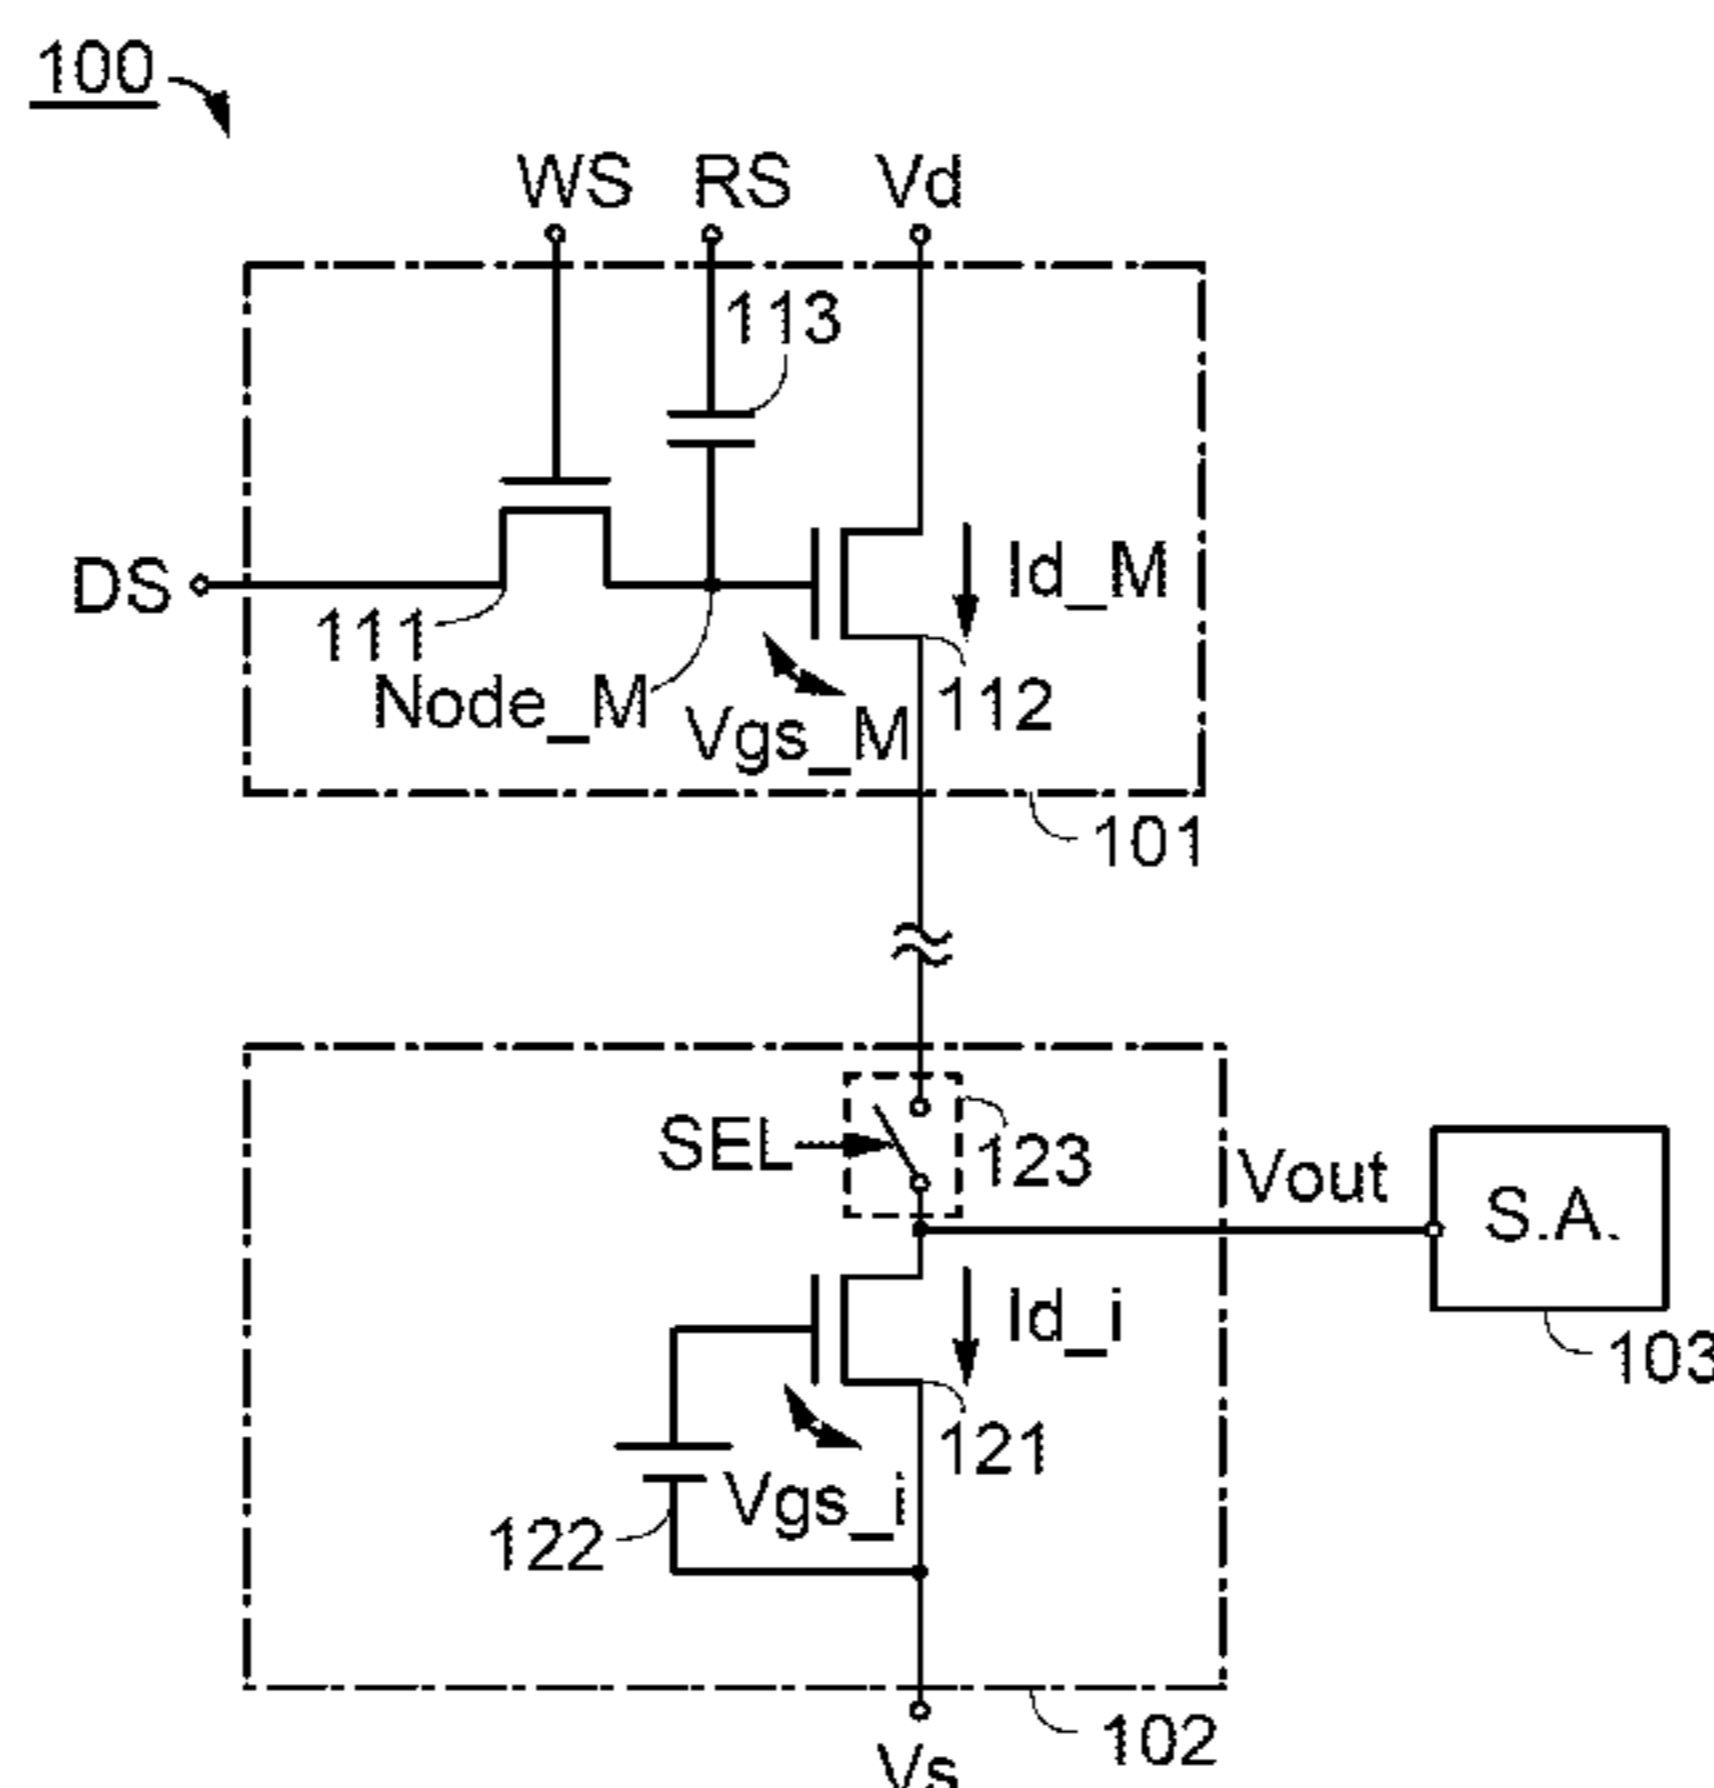 100
WS RS Vd
113
DS
Id_M
111
Node_M
Vgs_M
112
101
SEL
123
Vout
S.A.
Id_i
103
121
Vgs_i
122
102
Vs